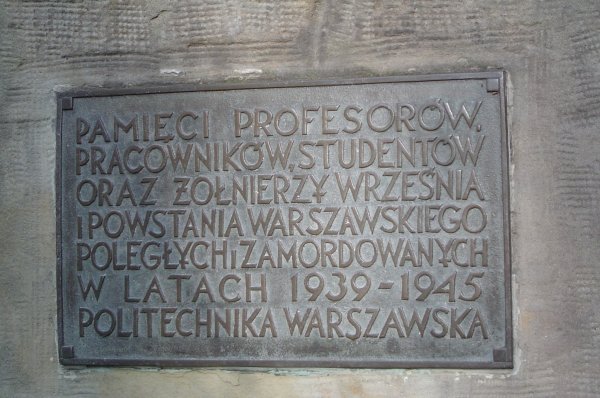 PAMIĘCI PROFESORÓW,
PRACOWNIKÓW, STUDENTÓW
ORAZ ŻOŁNIERZY WRZEŚNIA
i POWSTANIA WARSZAWSKIEGO
POLEGŁYCH i ZAMORDOWANYCH
W LATACH 1939-1945
POLITECHNIKA WARSZAWSKA